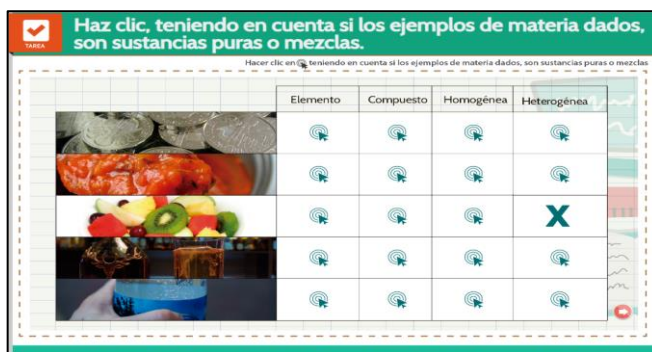 Haz clic, teniendo en cuenta si los ejemplos de materia dados,
son sustancias puras o mezclas.
TAREA
Hacer clic en teniendo en cuenta si los ejemplos de materia dados, son sustancias puras o mezclas
Elemento Compuesto Homogénea Heterogénea
X